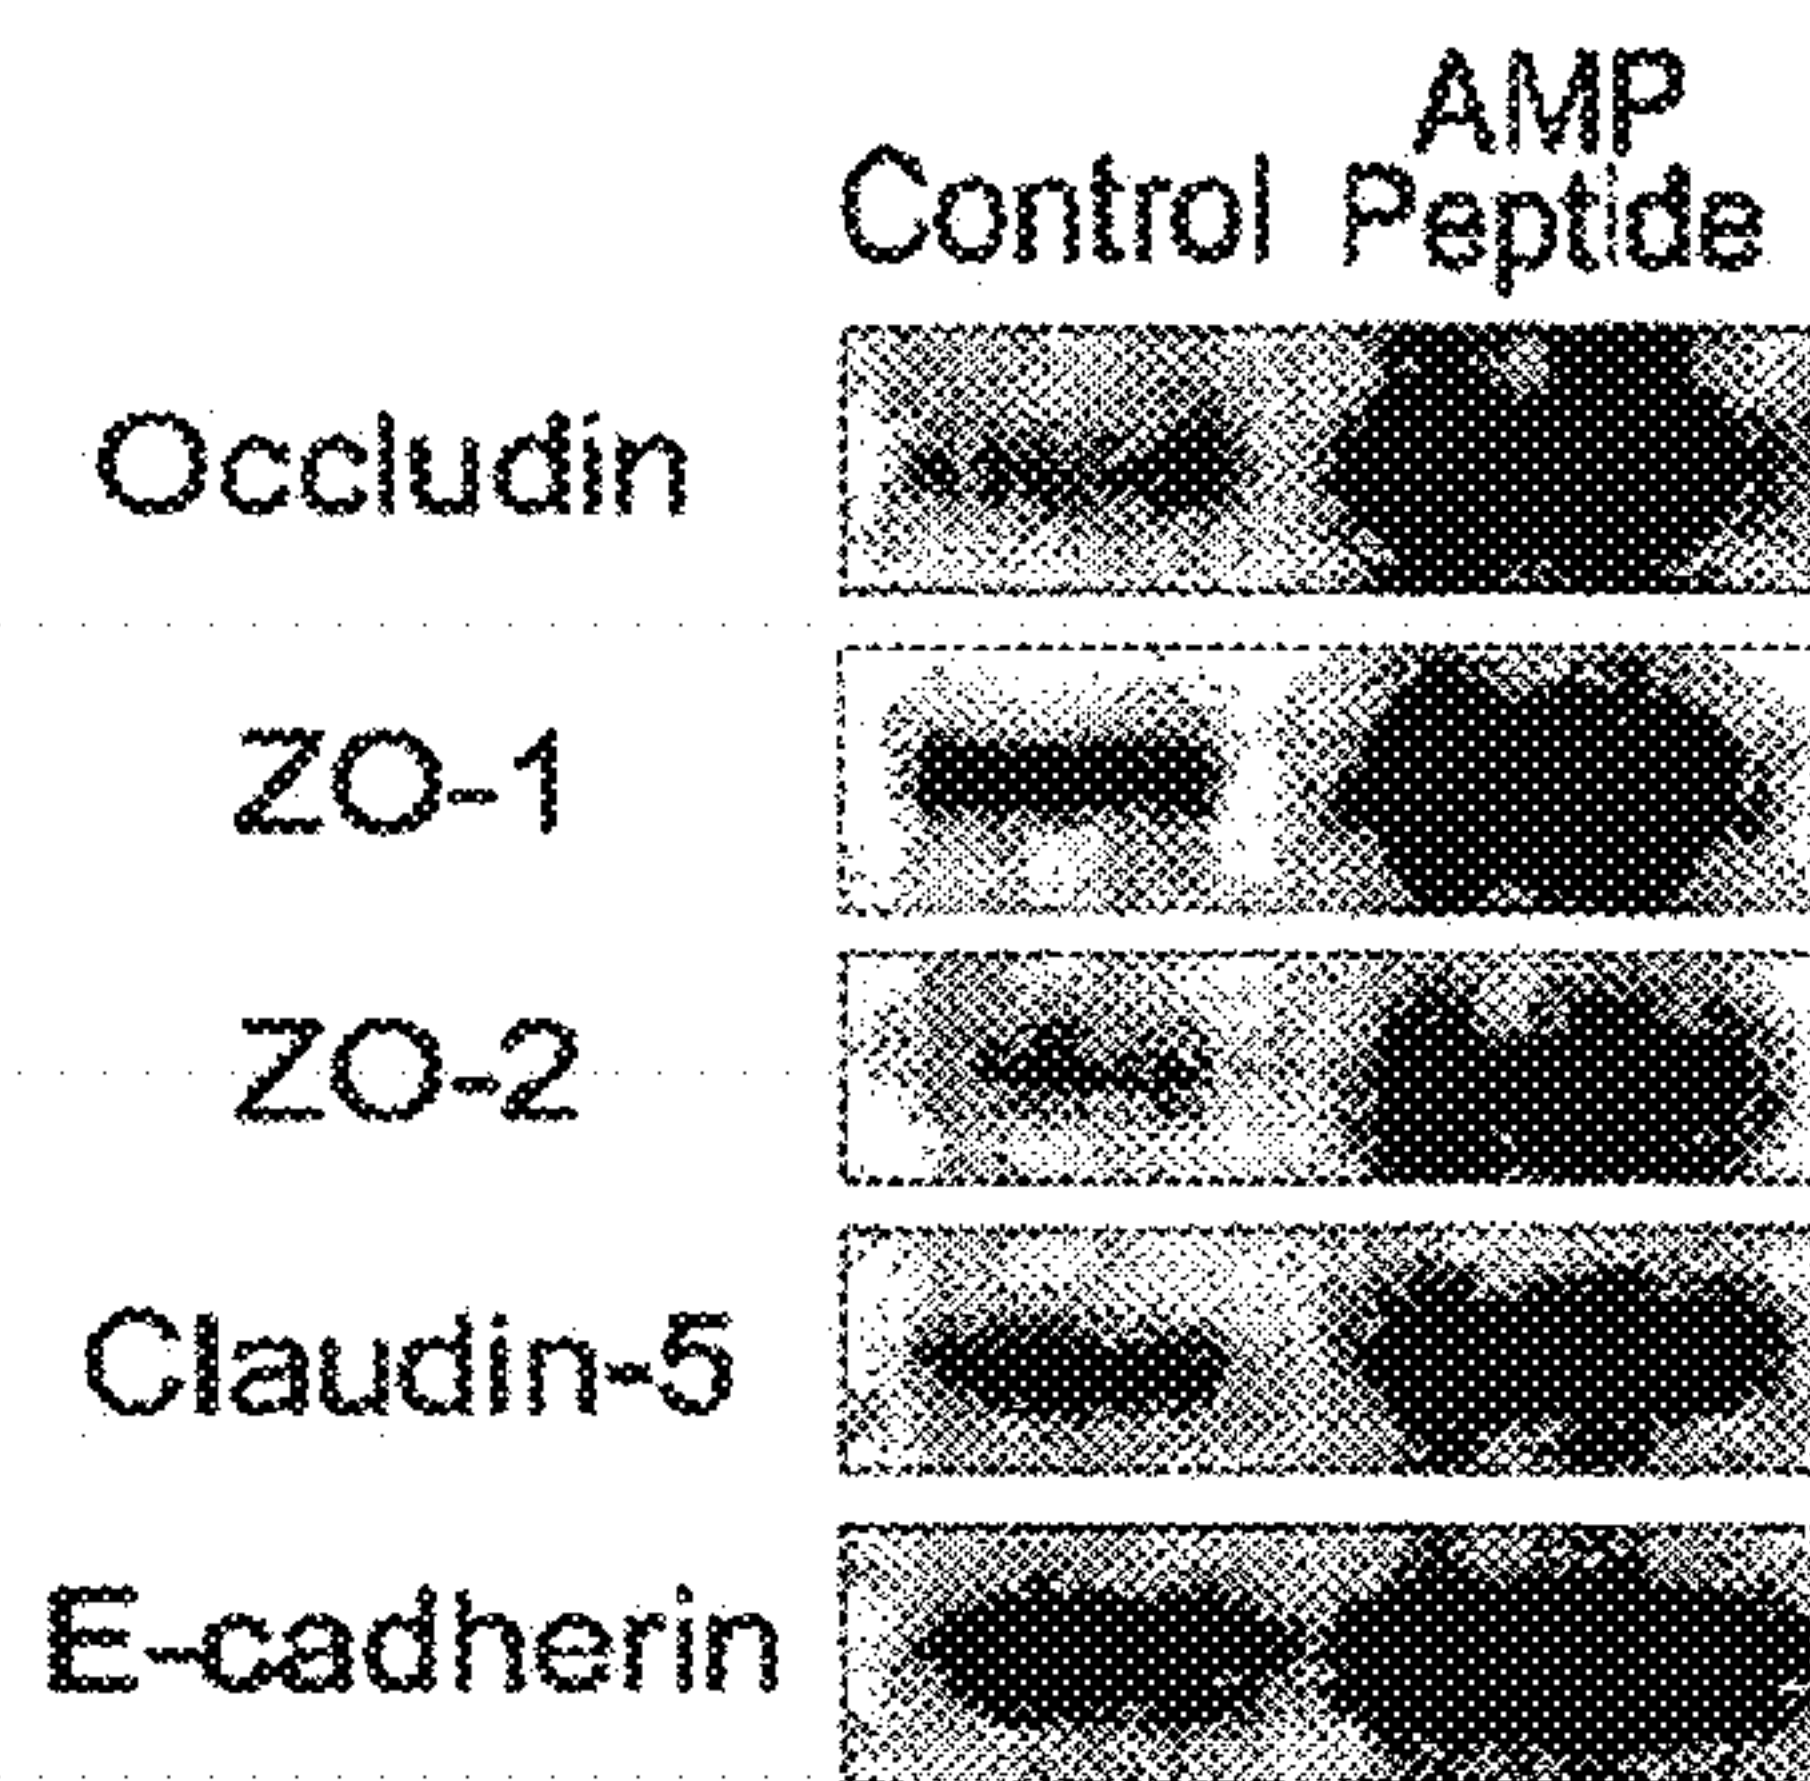 AMP
Control Peptide
Occludin
ZO-1
ZO-2
Claudin-5
E-cadherin